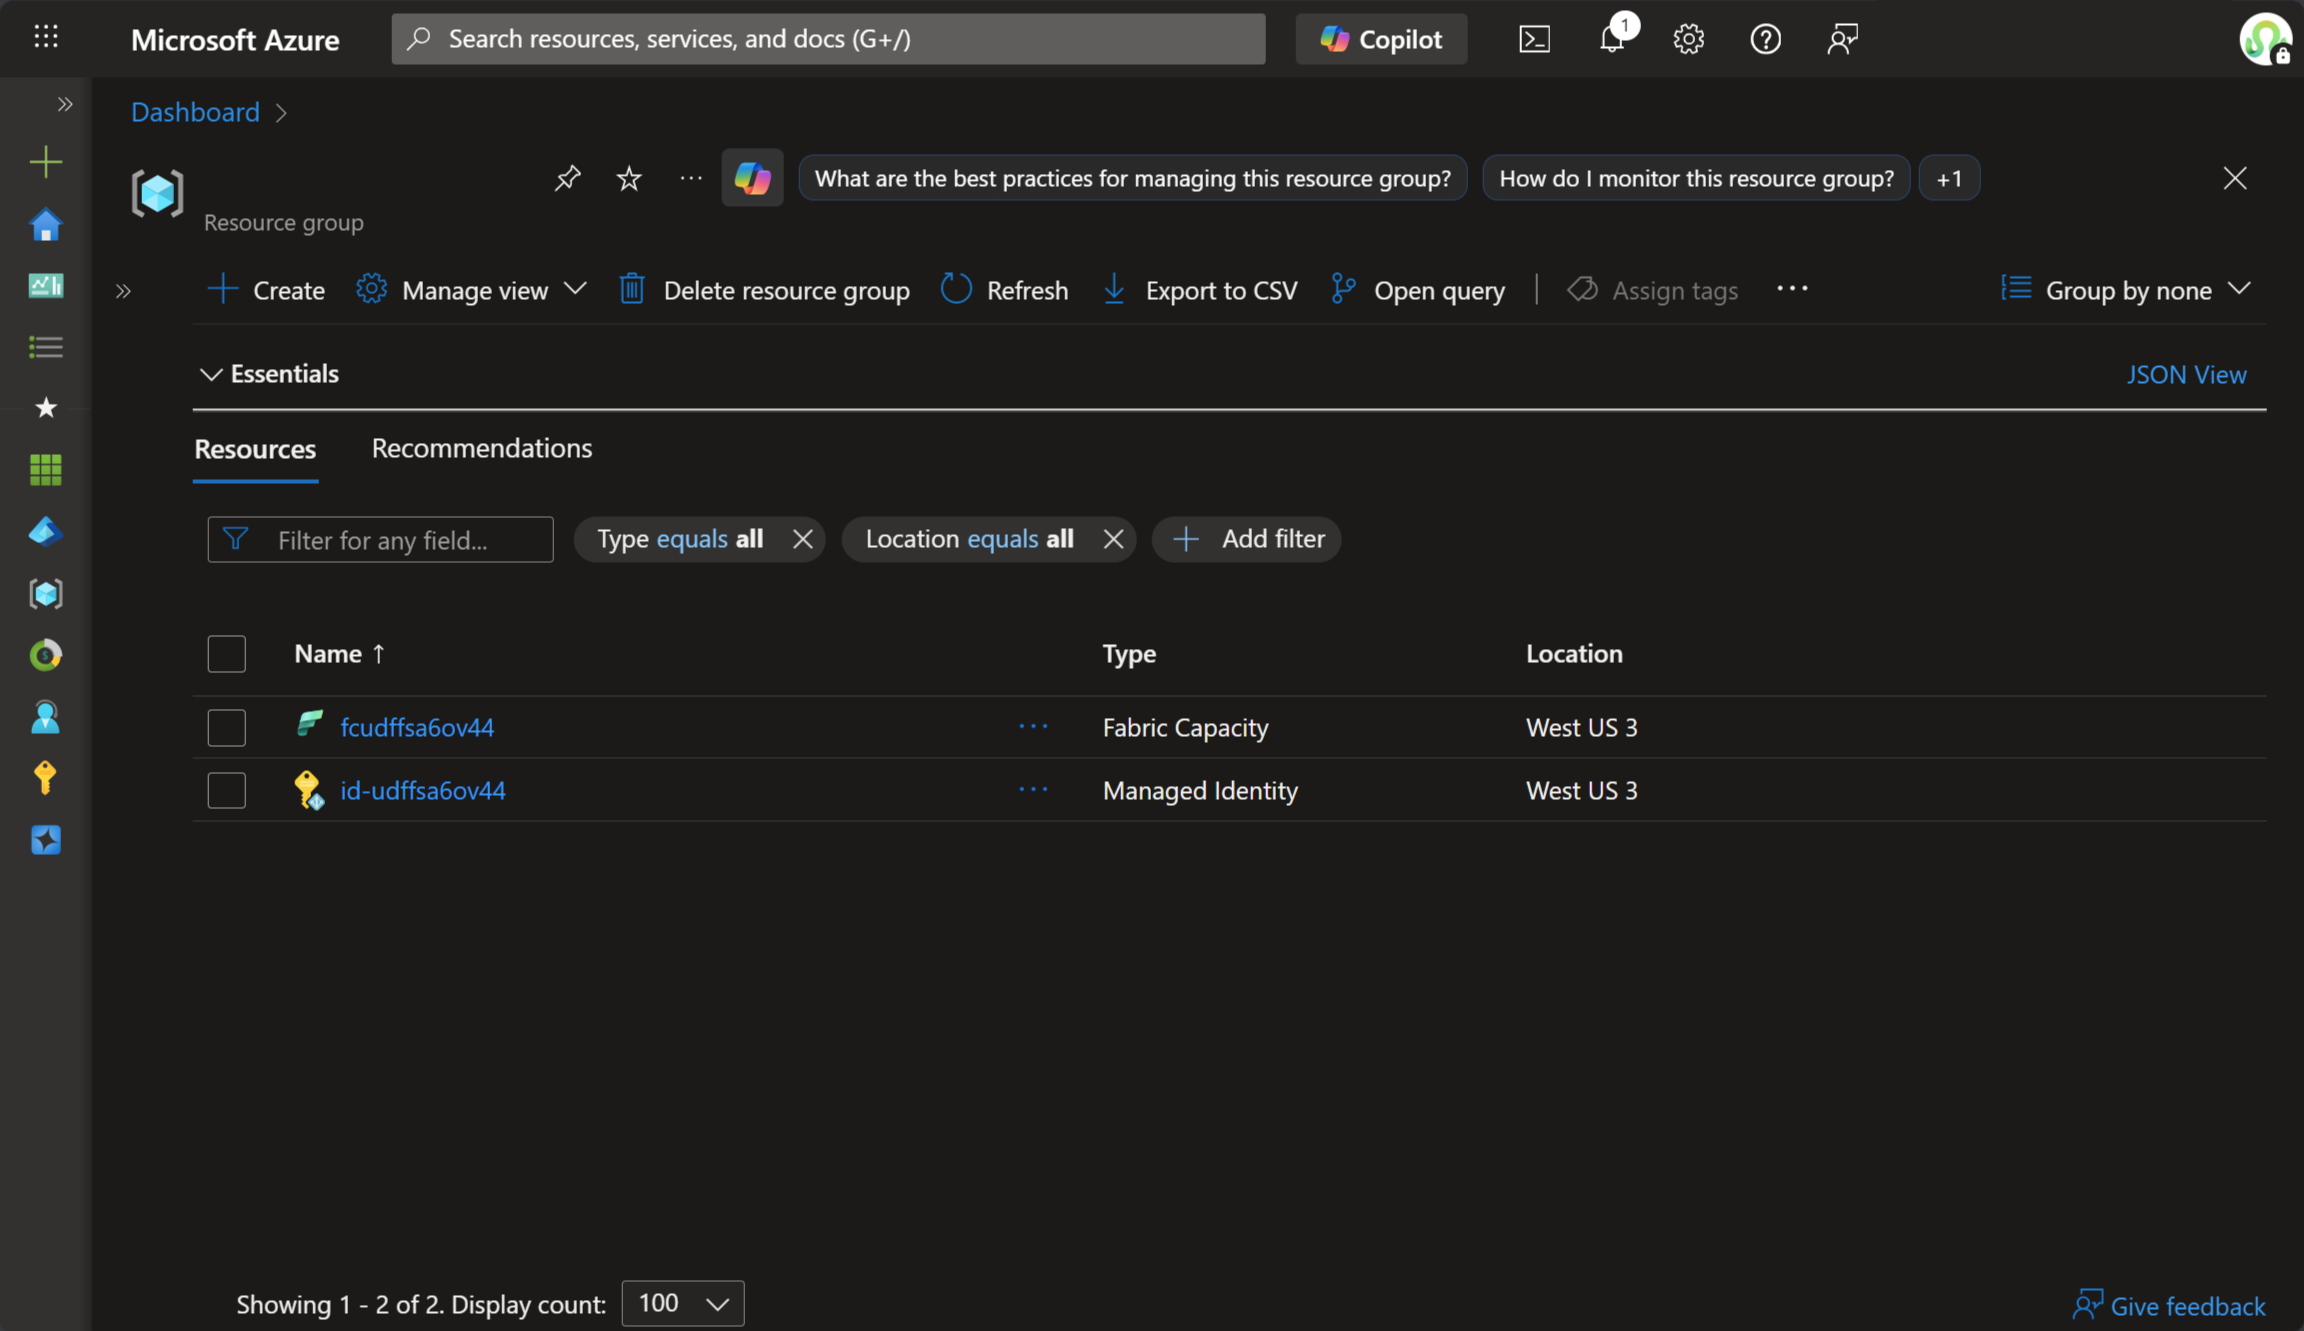 Microsoft Azure
Search resources, services, and docs (G+/)
Copilot
1
Dashboard
What are the best practices for managing this resource group?
How do I monitor this resource group?
+1
Resource group
Create
Manage view
Delete resource group
Refresh
Export to CSV
Open query
Assign tags
Group by none
Essentials
JSON View
Resources
Recommendations
Filter for any field...
Type equals all
Location equals all
Add filter
Name ↑
Type
Location
fcudffsa6ov44
Fabric Capacity
West US 3
id-udffsa6ov44
Managed Identity
West US 3
Showing 1 - 2 of 2. Display count:
100
Give feedback